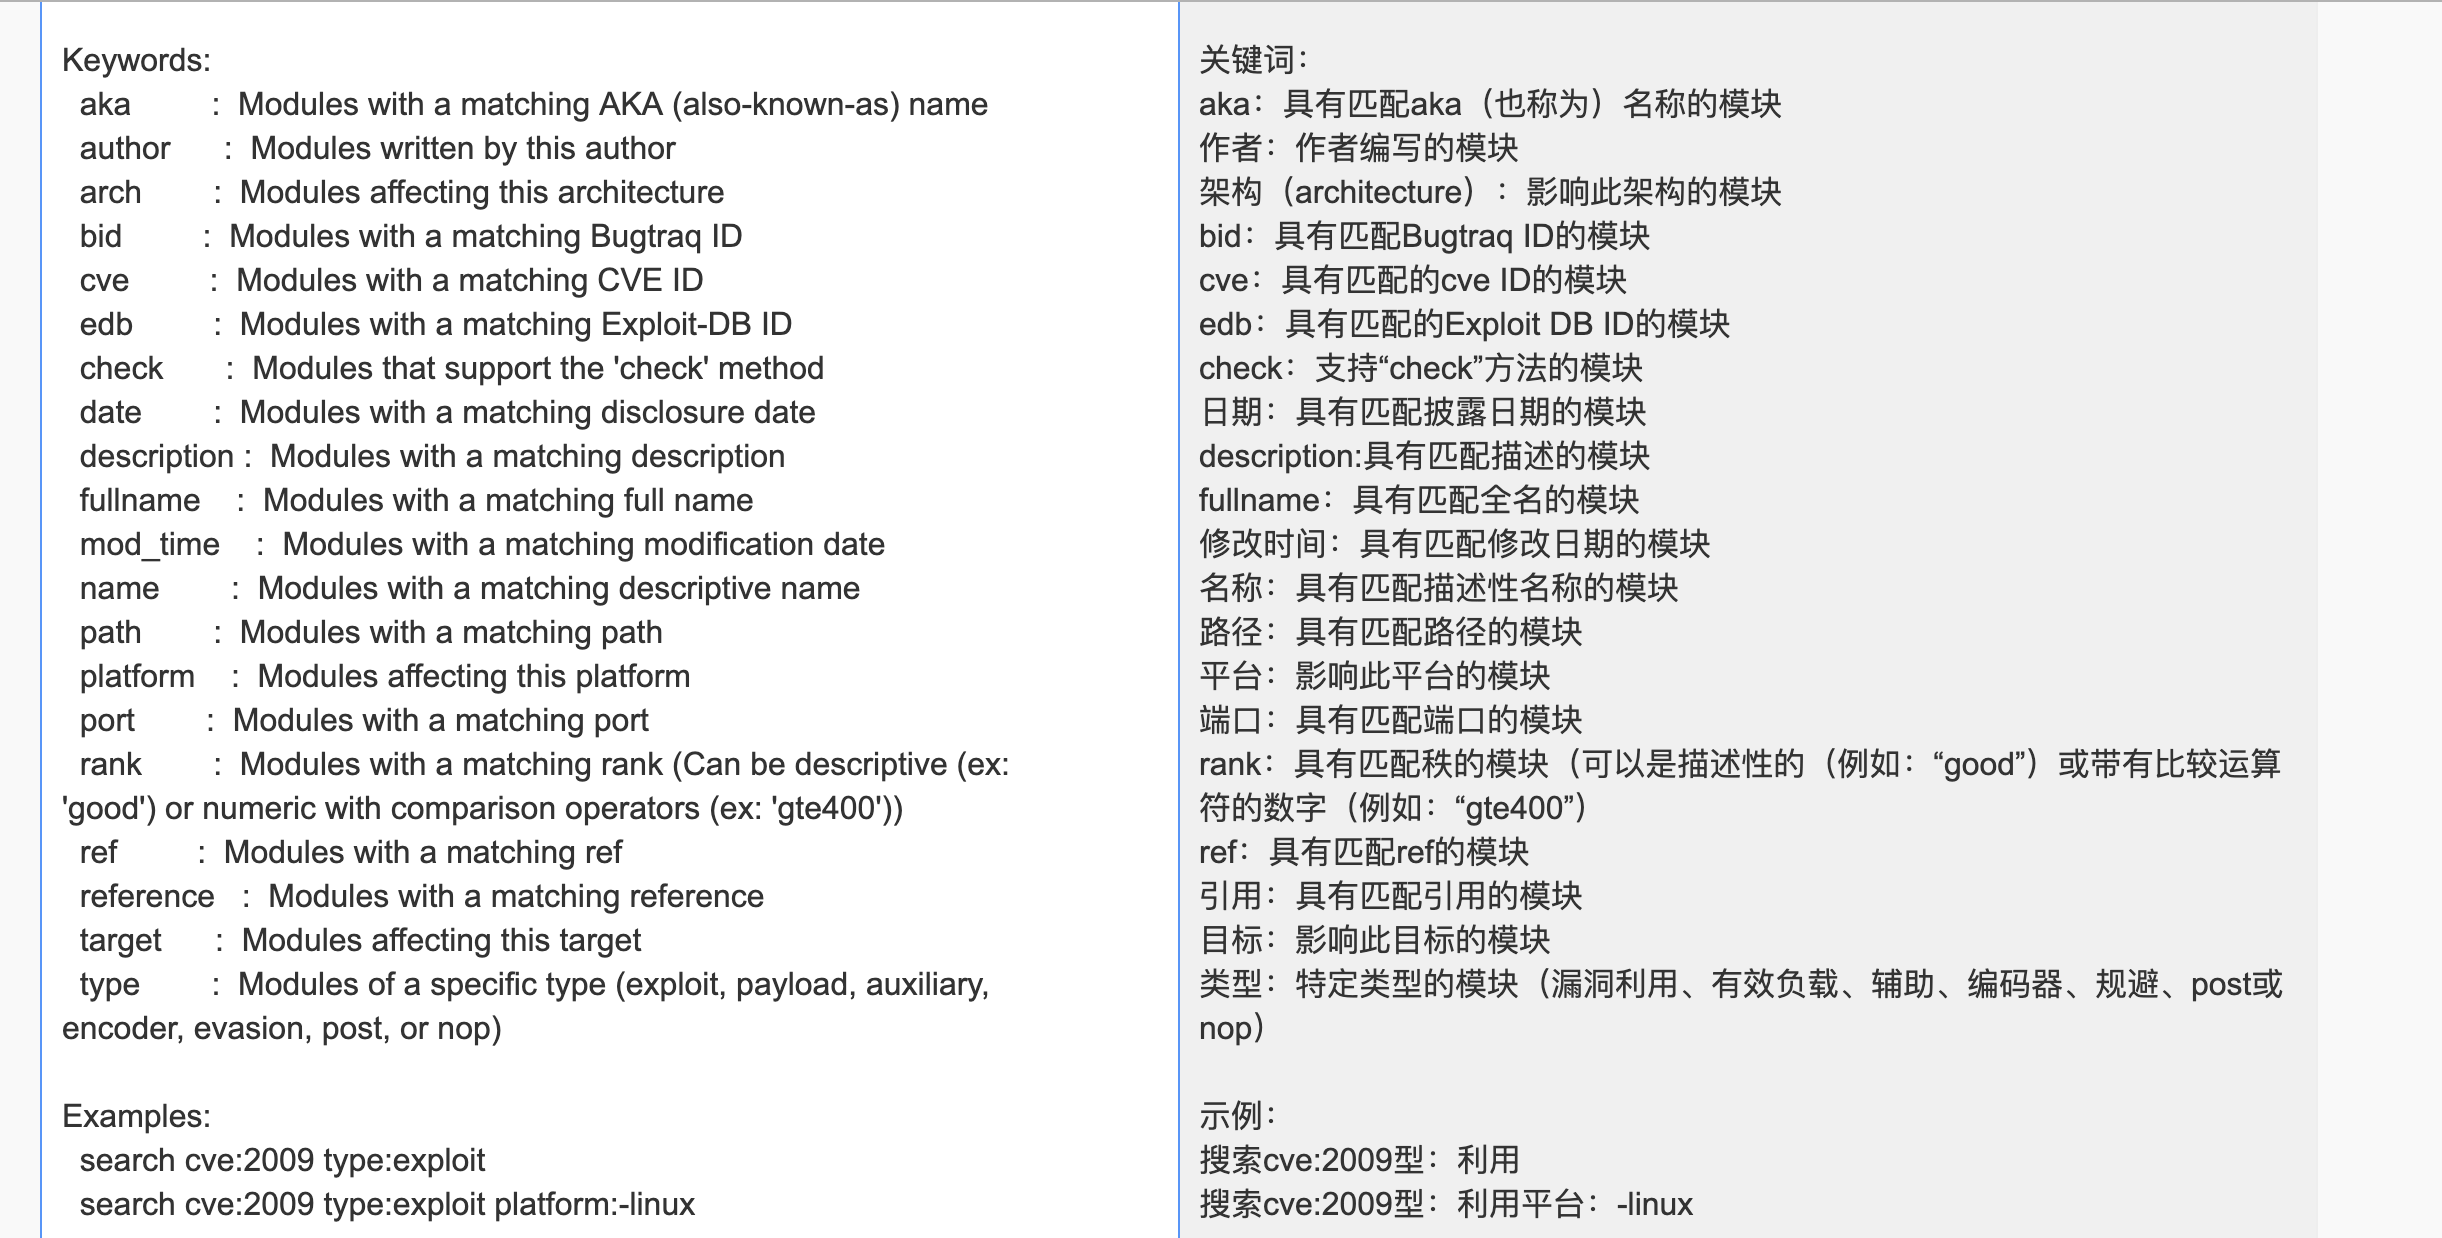 Keywords:
aka : Modules with a matching AKA (also-known-as) name
author : Modules written by this author
arch : Modules affecting this architecture
bid : Modules with a matching Bugtraq ID
cve : Modules with a matching CVE ID
edb : Modules with a matching Exploit-DB ID
check : Modules that support the 'check' method
date : Modules with a matching disclosure date
description : Modules with a matching description
fullname : Modules with a matching full name
mod_time : Modules with a matching modification date
name : Modules with a matching descriptive name
path : Modules with a matching path
platform : Modules affecting this platform
port : Modules with a matching port
rank : Modules with a matching rank (Can be descriptive (ex:
'good') or numeric with comparison operators (ex: 'gte400'))
ref : Modules with a matching ref
reference : Modules with a matching reference
target : Modules affecting this target
type : Modules of a specific type (exploit, payload, auxiliary,
encoder, evasion, post, or nop)
Examples:
search cve:2009 type:exploit
search cve:2009 type:exploit platform:-linux
关键词：
aka：具有匹配aka（也称为）名称的模块
作者：作者编写的模块
架构（architecture）：影响此架构的模块
bid：具有匹配Bugtraq ID的模块
cve：具有匹配的cve ID的模块
edb：具有匹配的Exploit DB ID的模块
check：支持“check”方法的模块
日期：具有匹配披露日期的模块
description:具有匹配描述的模块
fullname：具有匹配全名的模块
修改时间：具有匹配修改日期的模块
名称：具有匹配描述性名称的模块
路径：具有匹配路径的模块
平台：影响此平台的模块
端口：具有匹配端口的模块
rank：具有匹配秩的模块（可以是描述性的（例如：“good”）或带有比较运算
符的数字（例如：“gte400”）
ref：具有匹配ref的模块
引用：具有匹配引用的模块
目标：影响此目标的模块
类型：特定类型的模块（漏洞利用、有效负载、辅助、编码器、规避、post或
nop）
示例：
搜索cve:2009型：利用
搜索cve:2009型：利用平台：-linux